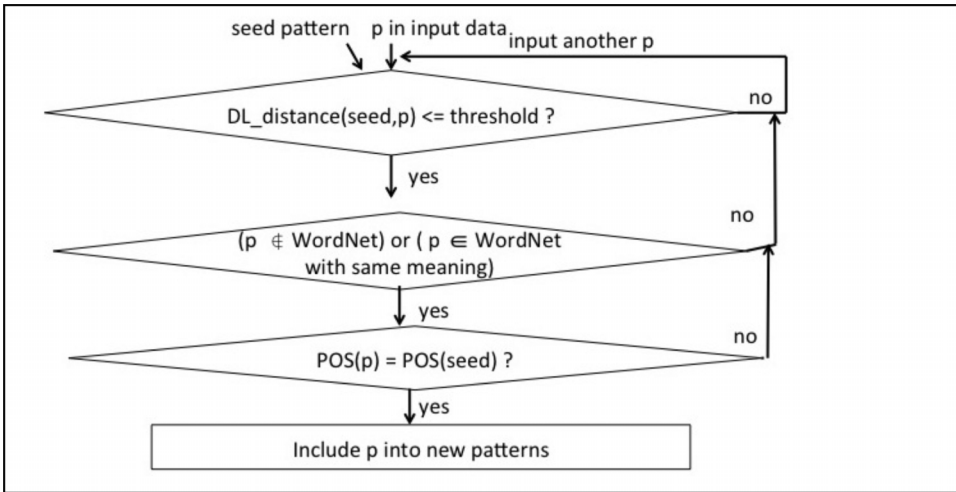 seed pattern p in input data
input another p
DL_distance(seed,p) <= threshold ?
no
yes
(p ∉ WordNet) or ( p ∈ WordNet
with same meaning)
no
yes
POS(p) = POS(seed) ?
no
yes
Include p into new patterns